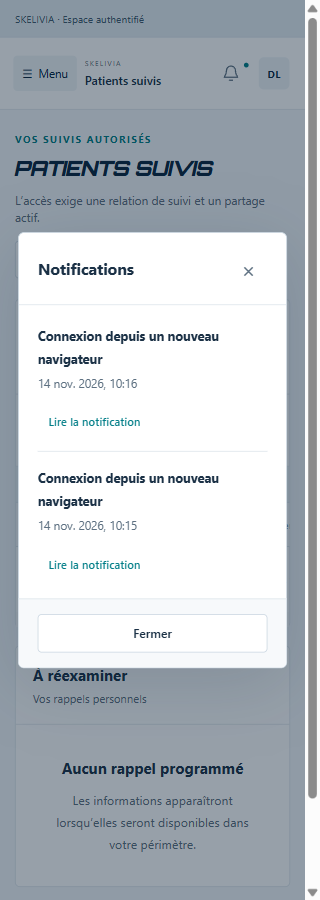 SKELIVIA · Espace authentifié
☰ Menu
SKELIVIA
Patients suivis
DL
VOS SUIVIS AUTORISÉS
PATIENTS SUIVIS
L'accès exige une relation de suivi et un partage
actif.
Notifications
×
Connexion depuis un nouveau
navigateur
14 nov. 2026, 10:16
Lire la notification
Connexion depuis un nouveau
navigateur
14 nov. 2026, 10:15
Lire la notification
Fermer
À réexaminer
Vos rappels personnels
Aucun rappel programmé
Les informations apparaîtront
lorsqu'elles seront disponibles dans
votre périmètre.